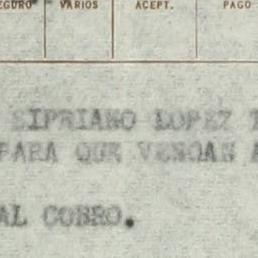 EGURO VARIOS ACEPT. PAGO
SIPRIANO LOPEZ
PARA QUE VENGAN A
AL COBRO.